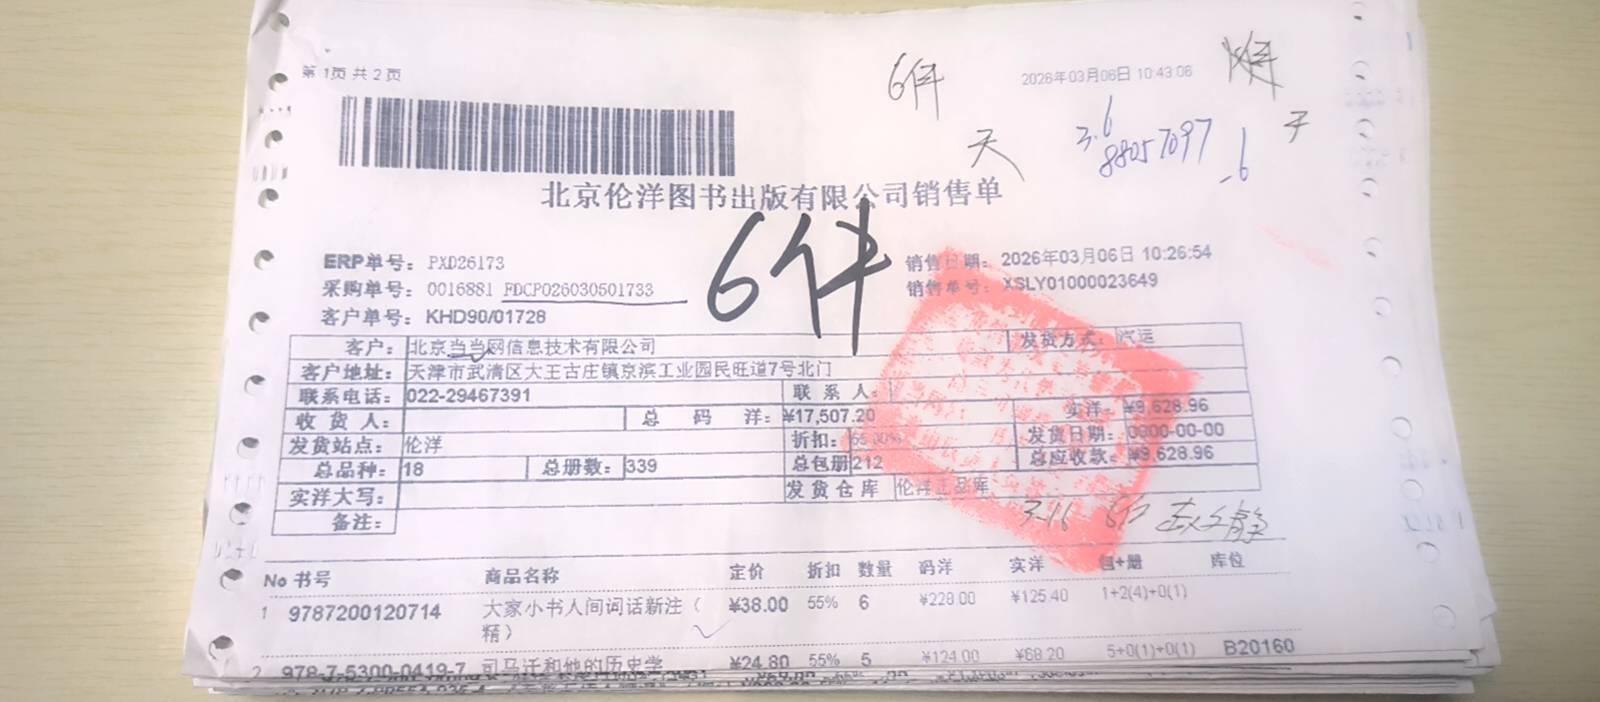 第 1页 共 2 页
6件
2026年03月06日 10:43:06
天
3.6
88057097
-6
北京伦洋图书出版有限公司销售单
6件
ERP单号: PXD26173
销售日期: 2026年03月06日 10:26:54
采购单号: 0016881 FDCP026030501733
销售单号: XSLY01000023649
客户单号: KHD90/01728
客户: 北京当当网信息技术有限公司 发货方式: 汽运
客户地址: 天津市武清区大王古庄镇京滨工业园民旺道7号北门
联系电话: 022-29467391 联 系 人:
收 货 人: 总 码 洋: ¥17,507.20 实洋: ¥9,628.96
发货站点: 伦洋 折扣: 55.00% 发货日期: 0000-00-00
总品种: 18 总册数: 339 总包册 212 总应收款: ¥9,628.96
实洋大写: 发货仓库 伦洋正品库
备注:
3.16
No 书号 商品名称 定价 折扣 数量 码洋 实洋 包+册 库位
1 9787200120714 大家小书人间词话新注( ¥38.00 55% 6 ¥228.00 ¥125.40 1+2(4)+0(1)
精)
2 978-7-5300-0419-7 司马迁和他的历史学 ¥24.80 55% 5 ¥124.00 ¥68.20 5+0(1)+0(1) B20160